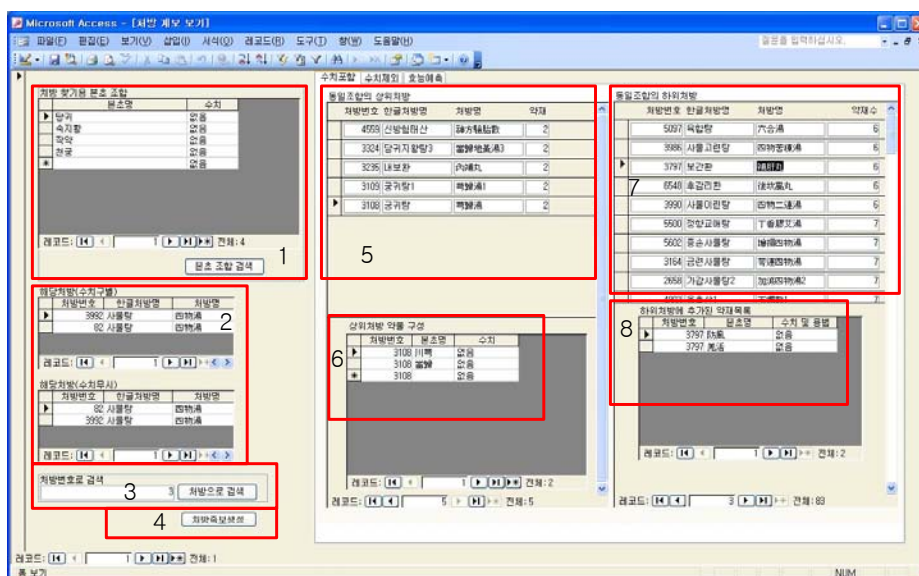 Microsoft Access - [처방 계보 보기]
파일(F) 편집(E) 보기(V) 삽입(I) 서식(O) 레코드(R) 도구(T) 창(W) 도움말(H)
질문을 입력하십시오.
수치포함 수치제외 효능예측
처방 찾기용 본초 조합
본초명 수치
당귀 없음
숙지황 없음
작약 없음
천궁 없음
없음
레코드: 1 전체: 4
본초 조합 검색
1
해당처방(수치구별)
처방번호 한글처방명 처방명
3992 사물탕 四物湯
82 사물탕 四物湯
레코드: 1
2
해당처방(수치무시)
처방번호 한글처방명 처방명
82 사물탕 四物湯
3992 사물탕 四物湯
레코드: 1
처방번호로 검색
3 3 처방으로 검색
4 처방족보생성
레코드: 1 전체: 1
동일조합의 상위처방
처방번호 한글처방명 처방명 약재
4559 신방험태산 2
3324 당귀지황탕3 當歸地黃湯3 2
3235 내보환 內補丸 2
3109 궁귀탕1 芎歸湯1 2
3108 궁귀탕 芎歸湯 2
5
상위처방 약물 구성
처방번호 본초명 수치
3108 川芎 없음
3108 當歸 없음
3108 없음
6
레코드: 1 전체: 2
레코드: 5 전체: 5
동일조합의 하위처방
처방번호 한글처방명 처방명 약재수
5097 육합탕 六合湯 6
3986 사물고련탕 四物苦練湯 6
3797 보간환 補肝丸 6
7
6540 후감리환 6
3990 사물이련탕 四物二連湯 6
5500 정향교애탕 丁香膠艾湯 7
5602 증손사물탕 增損四物湯 7
3164 금련사물탕 芩連四物湯 7
2658 가감사물탕2 加減四物湯2 7
하위처방에 추가된 약재목록
처방번호 본초명 수치 및 용법
8
3797 防風 없음
3797 羌活 없음
레코드: 1 전체: 2
레코드: 3 전체: 83
폼 보기
NUM